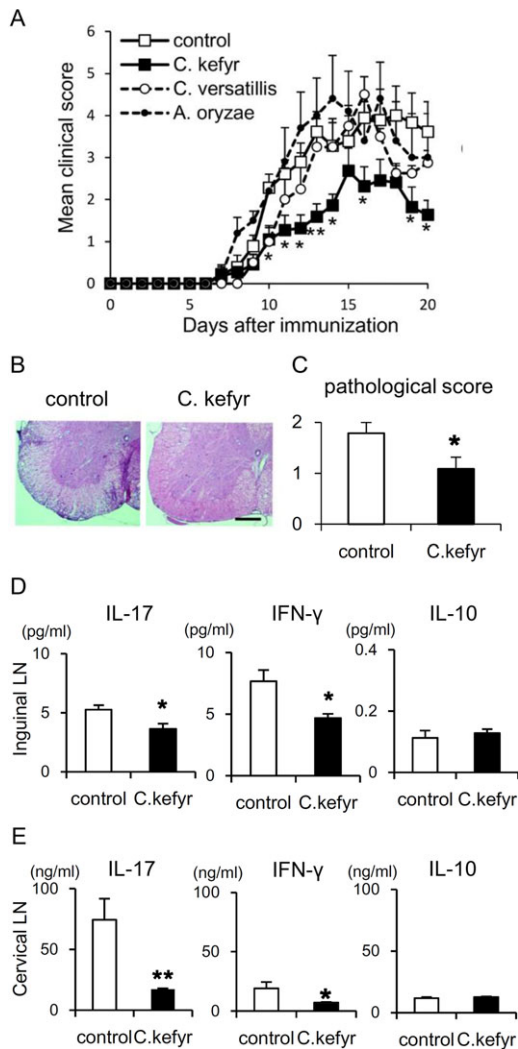 A
control
C. kefyr
C. versatillis
A. oryzae
Mean clinical score
6
5
4
3
2
1
0
* * * ** * * * *
0 5 10 15 20
Days after immunization
B
control C. kefyr
C
pathological score
2
1
0
*
control C.kefyr
D
IL-17 IFN-γ IL-10
(pg/ml) (pg/ml) (pg/ml)
Inguinal LN
10 10 0.4
5 5 0.2
0 0 0
* *
control C.kefyr control C.kefyr control C.kefyr
E
IL-17 IFN-γ IL-10
(ng/ml) (ng/ml) (ng/ml)
Cervical LN
100 100 100
50 50 50
0 0 0
** *
control C.kefyr control C.kefyr control C.kefyr